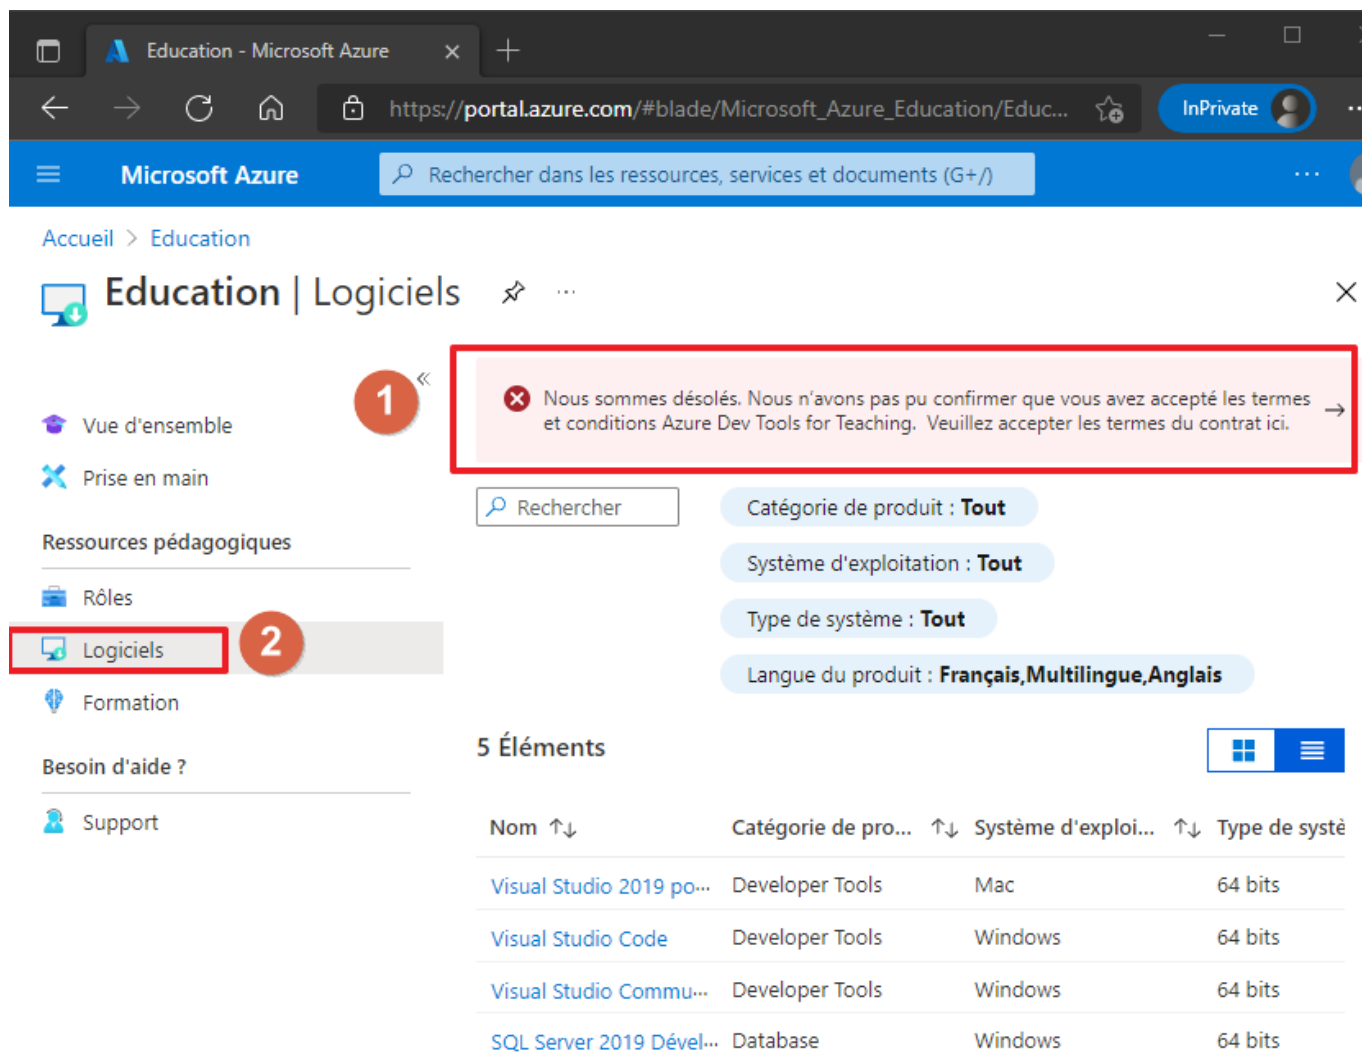 Education - Microsoft Azure
https://portal.azure.com/#blade/Microsoft_Azure_Education/Educ...
InPrivate
Microsoft Azure
Rechercher dans les ressources, services et documents (G+/)
Accueil > Education
Education | Logiciels
1
Nous sommes désolés. Nous n'avons pas pu confirmer que vous avez accepté les termes
et conditions Azure Dev Tools for Teaching. Veuillez accepter les termes du contrat ici.
Vue d'ensemble
Prise en main
Ressources pédagogiques
Rôles
Logiciels
2
Formation
Besoin d'aide ?
Support
Rechercher
Catégorie de produit : Tout
Système d'exploitation : Tout
Type de système : Tout
Langue du produit : Français,Multilingue,Anglais
5 Éléments
Nom Catégorie de pro... Système d'exploi... Type de systè
Visual Studio 2019 po... Developer Tools Mac 64 bits
Visual Studio Code Developer Tools Windows 64 bits
Visual Studio Commu... Developer Tools Windows 64 bits
SQL Server 2019 Dével... Database Windows 64 bits